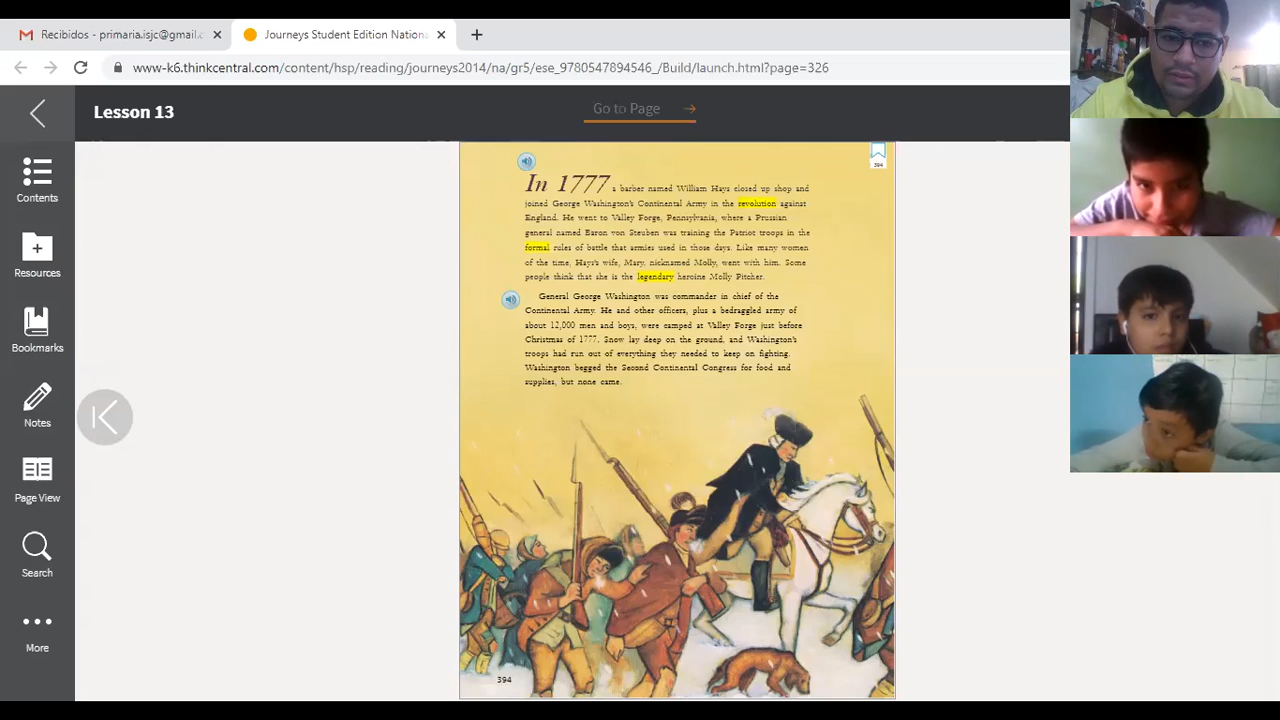 Recibidos - primaria.isjc@gmail.c
Journeys Student Edition Nationa
www-k6.thinkcentral.com/content/hsp/reading/journeys2014/na/gr5/ese_9780547894546_/Build/launch.html?page=326
Lesson 13
Go to Page
Contents
Resources
Bookmarks
Notes
Page View
Search
More
394
In 1777 a barber named William Hays closed up shop and
joined George Washington's Continental Army in the revolution against
England. He went to Valley Forge, Pennsylvania, where a Prussian
general named Baron von Steuben was training the Patriot troops in the
formal rules of battle that armies used in those days. Like many women
of the time, Hays's wife, Mary, nicknamed Molly, went with him. Some
people think that she is the legendary heroine Molly Pitcher.
General George Washington was commander in chief of the
Continental Army. He and other officers, plus a bedraggled army of
about 12,000 men and boys, were camped at Valley Forge just before
Christmas of 1777. Snow lay deep on the ground, and Washington's
troops had run out of everything they needed to keep on fighting.
Washington begged the Second Continental Congress for food and
supplies, but none came.
394